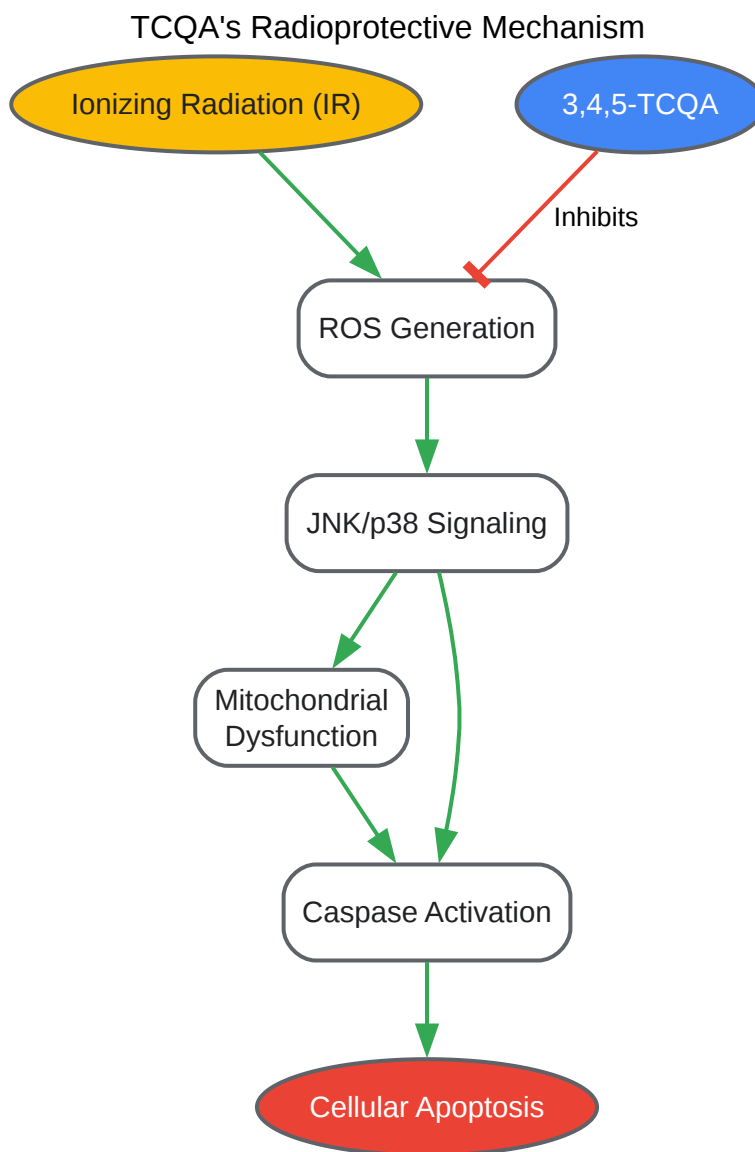 TCQA's Radioprotective Mechanism
Ionizing Radiation (IR)
3,4,5-TCQA
Inhibits
ROS Generation
JNK/p38 Signaling
Mitochondrial
Dysfunction
Caspase Activation
Cellular Apoptosis